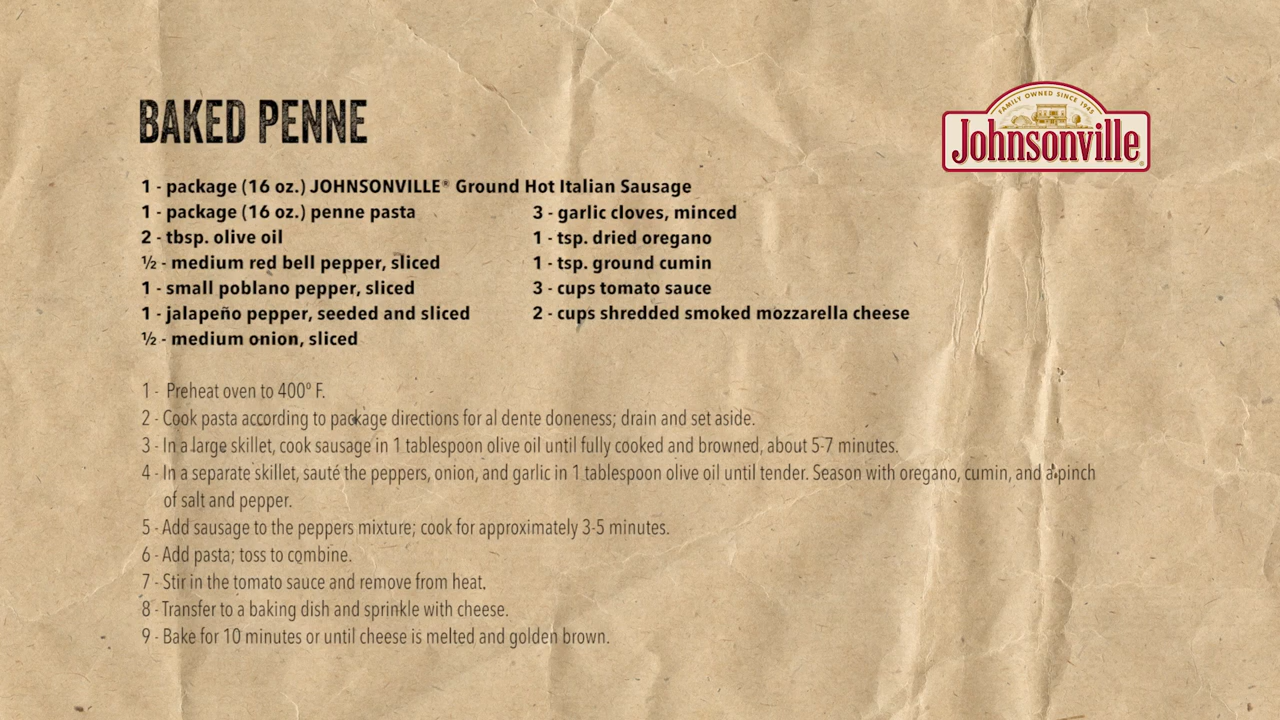 BAKED PENNE
FAMILY OWNED SINCE 1945
Johnsonville
1 - package (16 oz.) JOHNSONVILLE® Ground Hot Italian Sausage
1 - package (16 oz.) penne pasta
2 - tbsp. olive oil
½ - medium red bell pepper, sliced
1 - small poblano pepper, sliced
1 - jalapeño pepper, seeded and sliced
½ - medium onion, sliced
3 - garlic cloves, minced
1 - tsp. dried oregano
1 - tsp. ground cumin
3 - cups tomato sauce
2 - cups shredded smoked mozzarella cheese
1 - Preheat oven to 400º F.
2 - Cook pasta according to package directions for al dente doneness; drain and set aside.
3 - In a large skillet, cook sausage in 1 tablespoon olive oil until fully cooked and browned, about 5-7 minutes.
4 - In a separate skillet, sauté the peppers, onion, and garlic in 1 tablespoon olive oil until tender. Season with oregano, cumin, and a pinch
of salt and pepper.
5 - Add sausage to the peppers mixture; cook for approximately 3-5 minutes.
6 - Add pasta; toss to combine.
7 - Stir in the tomato sauce and remove from heat.
8 - Transfer to a baking dish and sprinkle with cheese.
9 - Bake for 10 minutes or until cheese is melted and golden brown.